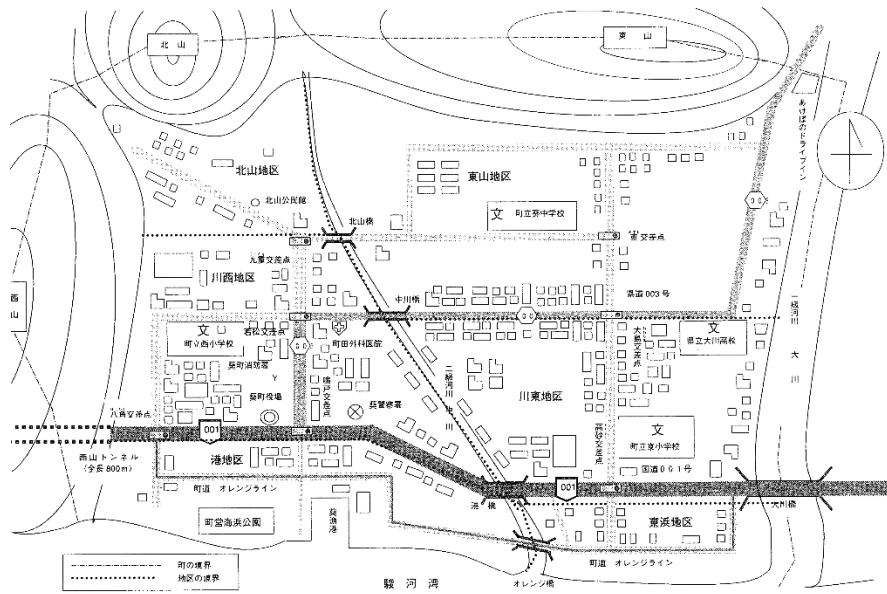 北山
東山
あけぼのドライブイン
北山地区
東山地区
北山公民館
文 町立葵中学校
北山橋
東交差点
九重交差点
川西地区
中川橋
県道003号
一級河川 大川
西山
文
町立西小学校
若松交差点
町田外科医院
大島交差点
文
県立大川高校
葵町消防署
Y
二級河川 中川
葵町役場
鳴戸交差点
葵警察署
川東地区
文
町立東小学校
八角交差点
001
高砂交差点
西山トンネル
(全長800m)
港地区
国道001号
町道 オレンジライン
001
港橋
大川橋
町営海浜公園
葵漁港
東浜地区
町道 オレンジライン
オレンジ橋
町の境界
地区の境界
駿河湾